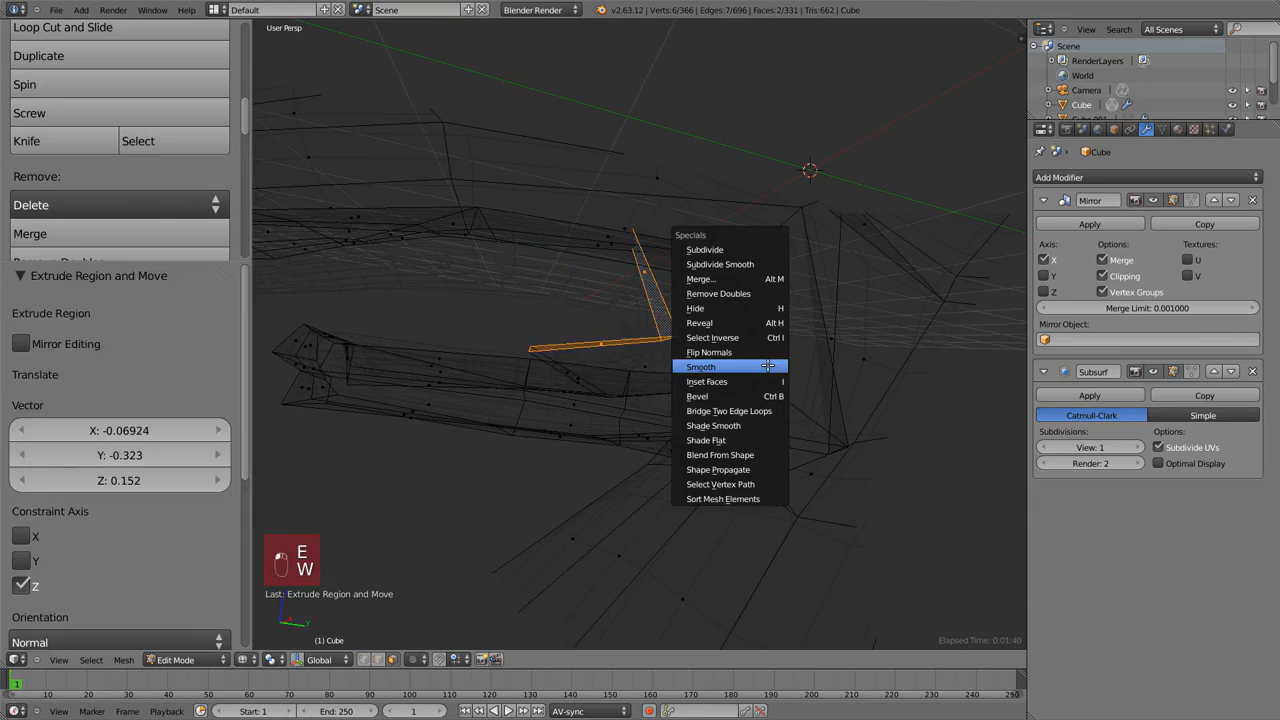 File Add Render Window Help Default Scene Blender Render v2.63.12 | Verts:6/366 | Edges:7/696 | Faces:2/331 | Tris:662 | Cube
View Search All Scenes
Scene
RenderLayers
World
Camera
Cube
Loop Cut and Slide
Duplicate
Spin
Screw
Knife Select
Remove:
Delete
Merge
Extrude Region and Move
Extrude Region
Mirror Editing
Translate
Vector
X: -0.06924
Y: -0.323
Z: 0.152
Constraint Axis
X
Y
Z
Orientation
Normal
User Persp
Specials
Subdivide
Subdivide Smooth
Merge... Alt M
Remove Doubles
Hide H
Reveal Alt H
Select Inverse Ctrl I
Flip Normals
Smooth
Inset Faces I
Bevel Ctrl B
Bridge Two Edge Loops
Shade Smooth
Shade Flat
Blend From Shape
Shape Propagate
Select Vertex Path
Sort Mesh Elements
E
W
Last: Extrude Region and Move
(1) Cube
Elapsed Time: 0:01:40
Cube
Add Modifier
Mirror
Apply Copy
Axis: Options: Textures:
X Merge U
Y Clipping V
Z Vertex Groups
Merge Limit: 0.001000
Mirror Object:
Subsurf
Apply Copy
Catmull-Clark Simple
Subdivisions: Options:
View: 1 Subdivide UVs
Render: 2 Optimal Display
View Select Mesh Edit Mode Global
0 10 20 30 40 50 60 70 80 90 100 110 120 130 140 150 160 170 180 190 200 210 220 230 240 250
1
View Marker Frame Playback Start: 1 End: 250 1 AV-sync